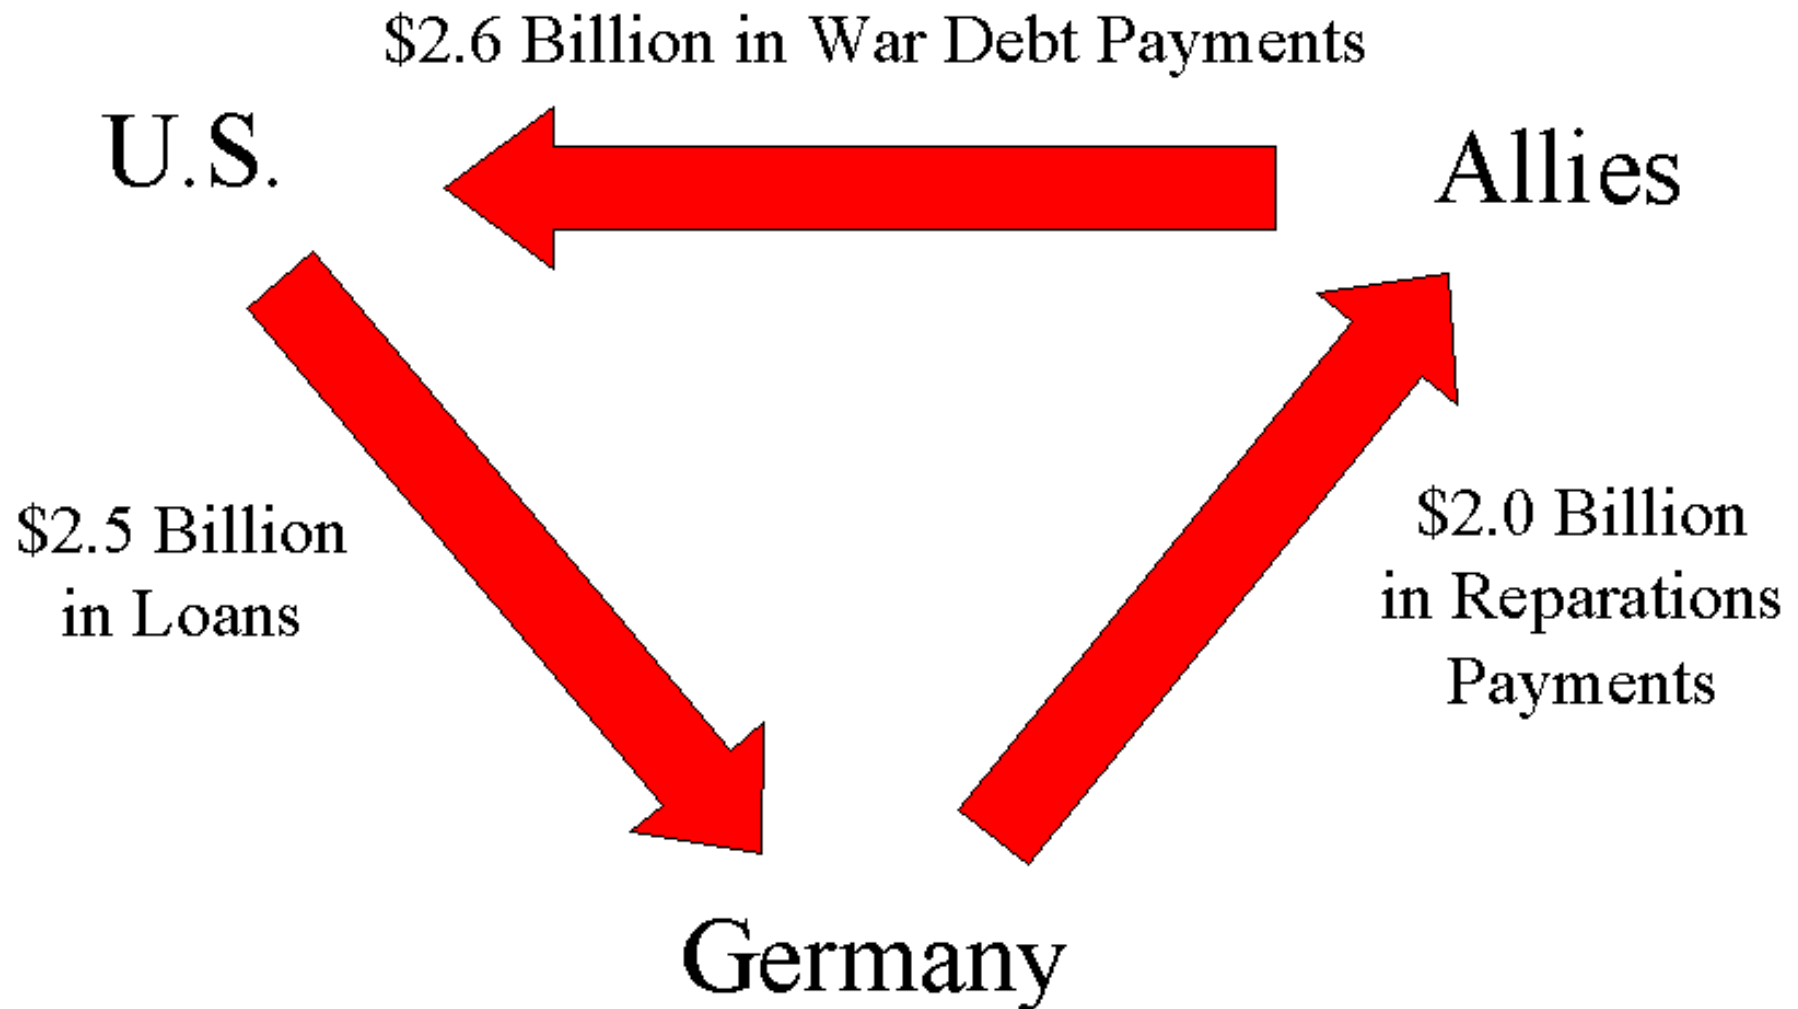 $2.6 Billion in War Debt Payments
U.S.
Allies
$2.5 Billion
in Loans
$2.0 Billion
in Reparations
Payments
Germany